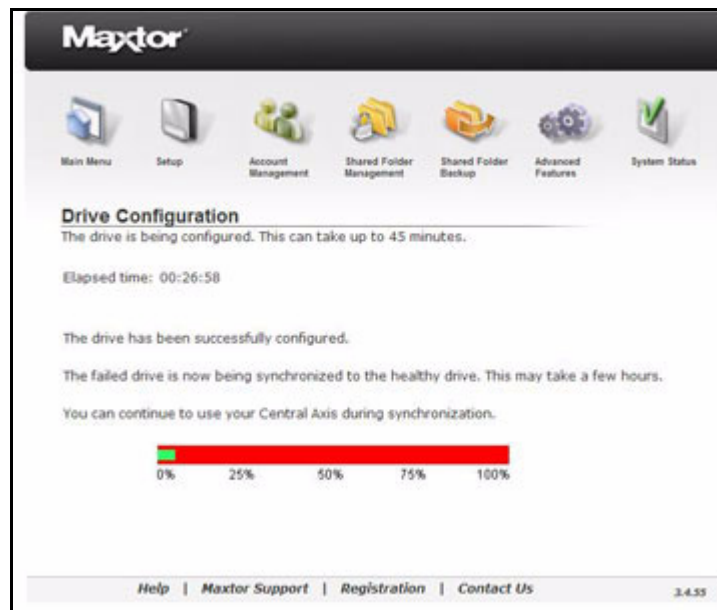 Maxtor
Main Menu
Setup
Account
Management
Shared Folder
Management
Shared Folder
Backup
Advanced
Features
System Status
Drive Configuration
The drive is being configured. This can take up to 45 minutes.
Elapsed time: 00:26:58
The drive has been successfully configured.
The failed drive is now being synchronized to the healthy drive. This may take a few hours.
You can continue to use your Central Axis during synchronization.
0% 25% 50% 75% 100%
Help | Maxtor Support | Registration | Contact Us
3.4.55